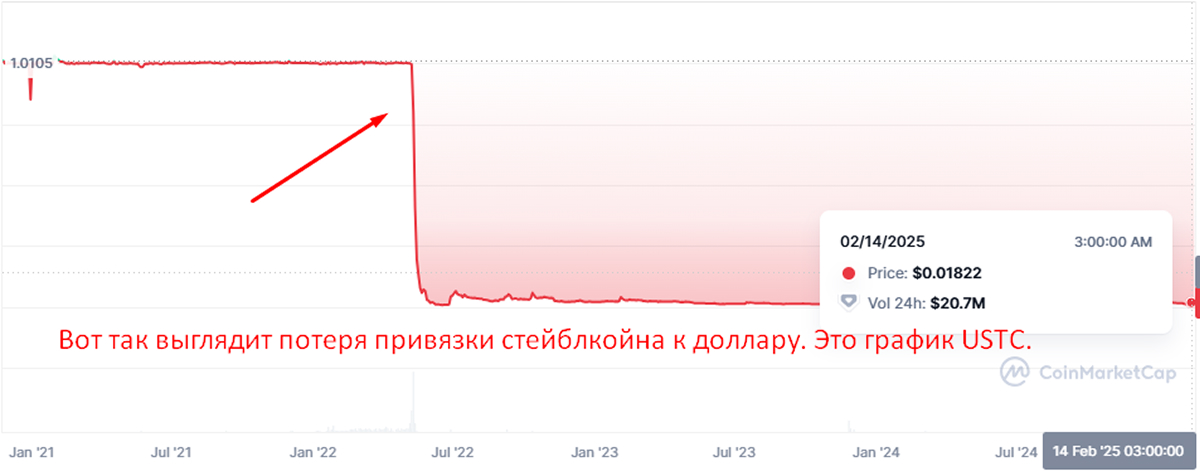 1.0105
02/14/2025 3:00:00 AM
Price: $0.01822
Vol 24h: $20.7M
Вот так выглядит потеря привязки стейблкойна к доллару. Это график USTC.
CoinMarketCap
Jan '21 Jul '21 Jan '22 Jul '22 Jan '23 Jul '23 Jan '24 Jul '24 14 Feb '25 03:00:00